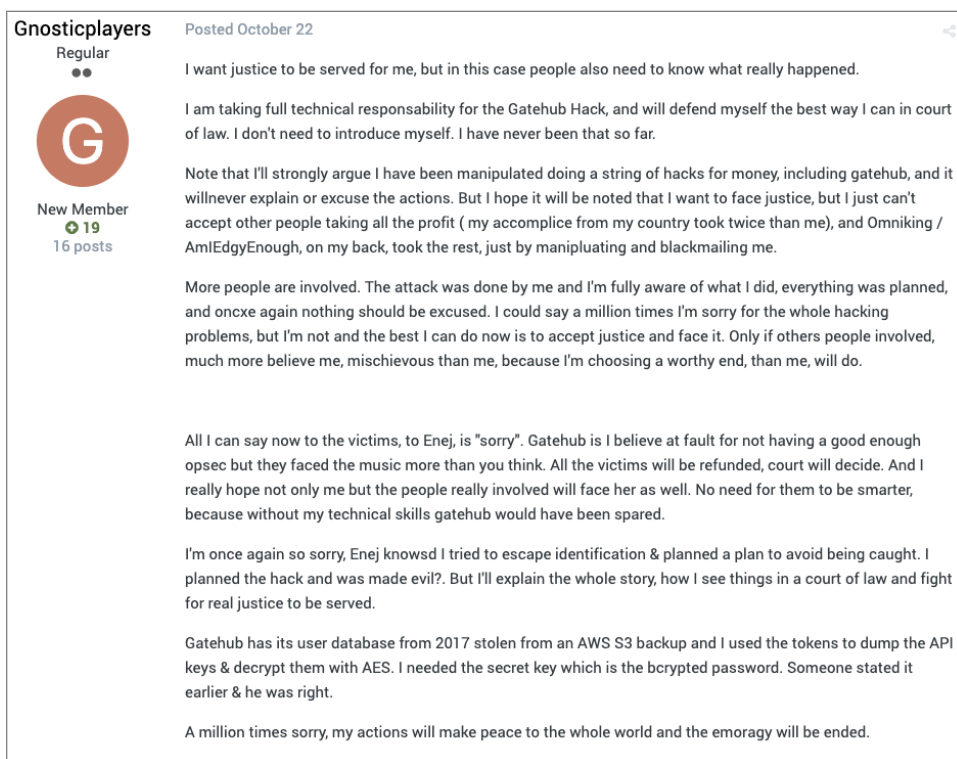 Gnosticplayers
Regular
G
New Member
19
16 posts
Posted October 22
I want justice to be served for me, but in this case people also need to know what really happened.
I am taking full technical responsability for the Gatehub Hack, and will defend myself the best way I can in court
of law. I don't need to introduce myself. I have never been that so far.
Note that I'll strongly argue I have been manipulated doing a string of hacks for money, including gatehub, and it
willnever explain or excuse the actions. But I hope it will be noted that I want to face justice, but I just can't
accept other people taking all the profit ( my accomplice from my country took twice than me), and Omniking /
AmIEdgyEnough, on my back, took the rest, just by manipluating and blackmailing me.
More people are involved. The attack was done by me and I'm fully aware of what I did, everything was planned,
and oncxe again nothing should be excused. I could say a million times I'm sorry for the whole hacking
problems, but I'm not and the best I can do now is to accept justice and face it. Only if others people involved,
much more believe me, mischievous than me, because I'm choosing a worthy end, than me, will do.
All I can say now to the victims, to Enej, is "sorry". Gatehub is I believe at fault for not having a good enough
opsec but they faced the music more than you think. All the victims will be refunded, court will decide. And I
really hope not only me but the people really involved will face her as well. No need for them to be smarter,
because without my technical skills gatehub would have been spared.
I'm once again so sorry, Enej knowsd I tried to escape identification & planned a plan to avoid being caught. I
planned the hack and was made evil?. But I'll explain the whole story, how I see things in a court of law and fight
for real justice to be served.
Gatehub has its user database from 2017 stolen from an AWS S3 backup and I used the tokens to dump the API
keys & decrypt them with AES. I needed the secret key which is the bcrypted password. Someone stated it
earlier & he was right.
A million times sorry, my actions will make peace to the whole world and the emoragy will be ended.